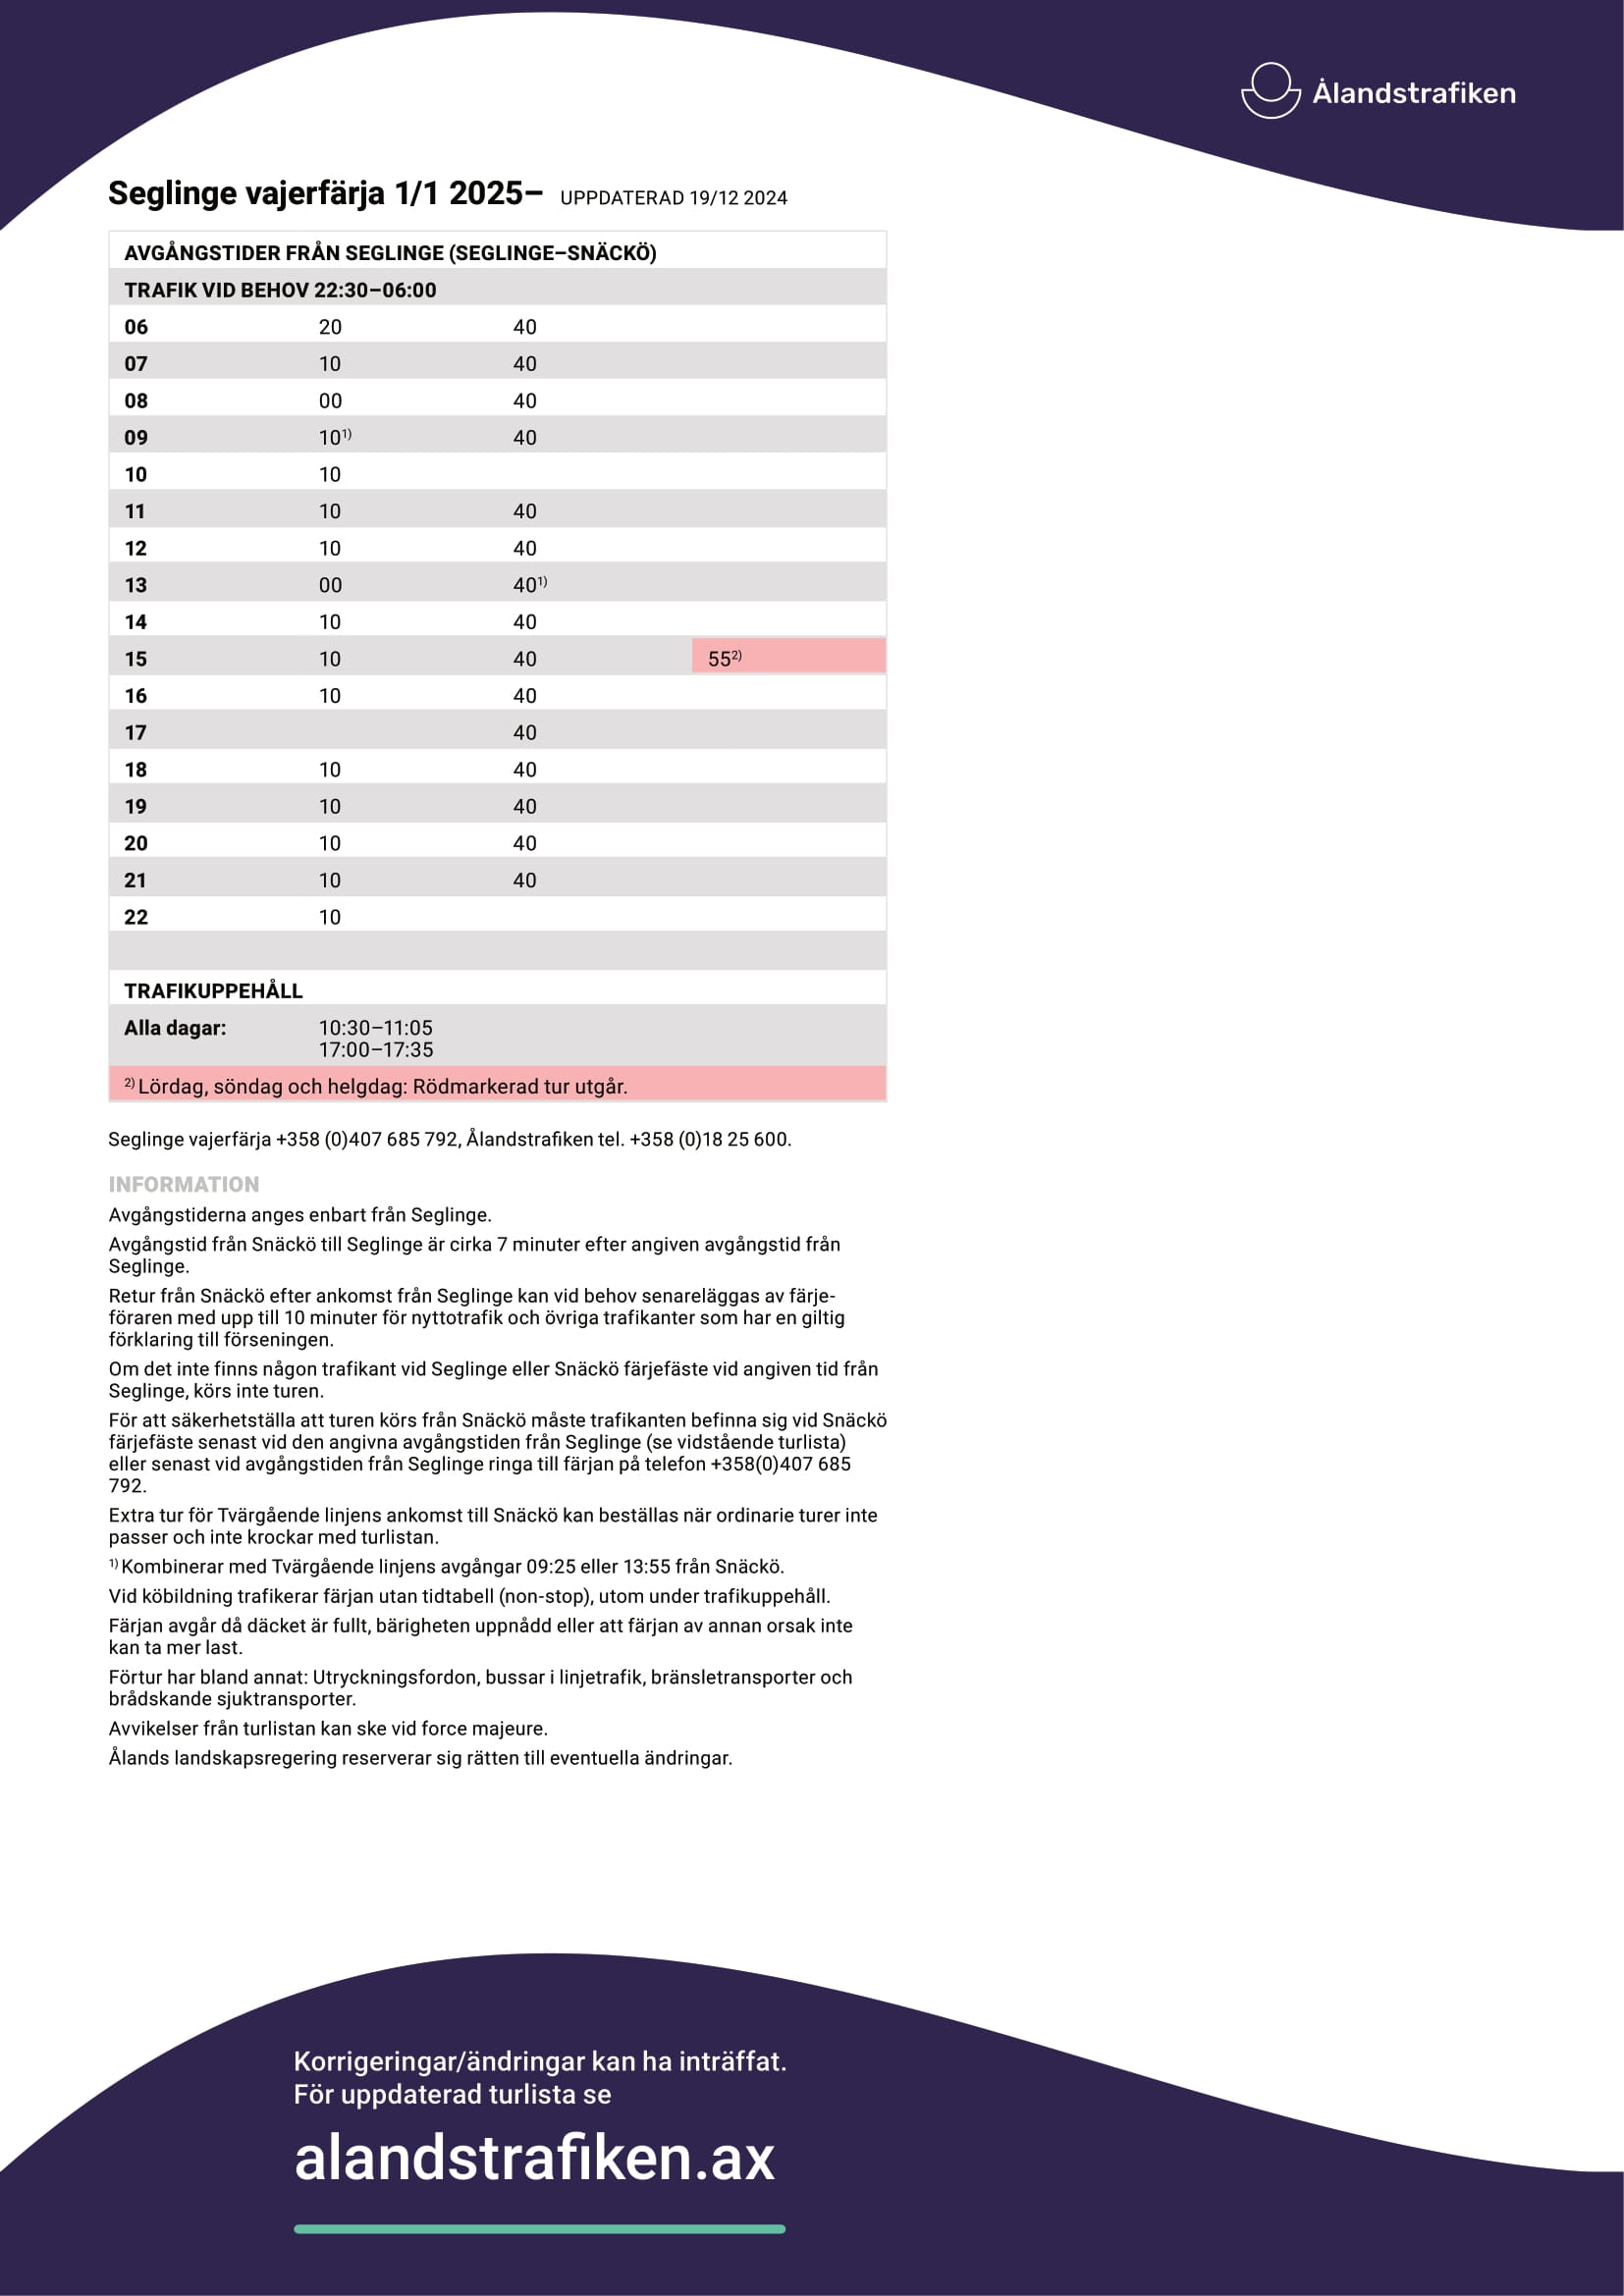 Ålandstrafiken
Seglinge vajerfärja 1/1 2025– UPPDATERAD 19/12 2024
AVGÅNGSTIDER FRÅN SEGLINGE (SEGLINGE–SNÄCKÖ)
TRAFIK VID BEHOV 22:30–06:00
06 20 40
07 10 40
08 00 40
09 10¹⁾ 40
10 10
11 10 40
12 10 40
13 00 40¹⁾
14 10 40
15 10 40 55²⁾
16 10 40
17 40
18 10 40
19 10 40
20 10 40
21 10 40
22 10
TRAFIKUPPEHÅLL
Alla dagar: 10:30–11:05
17:00–17:35
²⁾ Lördag, söndag och helgdag: Rödmarkerad tur utgår.
Seglinge vajerfärja +358 (0)407 685 792, Ålandstrafiken tel. +358 (0)18 25 600.
INFORMATION
Avgångstiderna anges enbart från Seglinge.
Avgångstid från Snäckö till Seglinge är cirka 7 minuter efter angiven avgångstid från
Seglinge.
Retur från Snäckö efter ankomst från Seglinge kan vid behov senareläggas av färje-
föraren med upp till 10 minuter för nyttotrafik och övriga trafikanter som har en giltig
förklaring till förseningen.
Om det inte finns någon trafikant vid Seglinge eller Snäckö färjefäste vid angiven tid från
Seglinge, körs inte turen.
För att säkerhetställa att turen körs från Snäckö måste trafikanten befinna sig vid Snäckö
färjefäste senast vid den angivna avgångstiden från Seglinge (se vidstående turlista)
eller senast vid avgångstiden från Seglinge ringa till färjan på telefon +358(0)407 685
792.
Extra tur för Tvärgående linjens ankomst till Snäckö kan beställas när ordinarie turer inte
passer och inte krockar med turlistan.
¹⁾ Kombinerar med Tvärgående linjens avgångar 09:25 eller 13:55 från Snäckö.
Vid köbildning trafikerar färjan utan tidtabell (non-stop), utom under trafikuppehåll.
Färjan avgår då däcket är fullt, bärigheten uppnådd eller att färjan av annan orsak inte
kan ta mer last.
Förtur har bland annat: Utryckningsfordon, bussar i linjetrafik, bränsletransporter och
brådskande sjuktransporter.
Avvikelser från turlistan kan ske vid force majeure.
Ålands landskapsregering reserverar sig rätten till eventuella ändringar.
Korrigeringar/ändringar kan ha inträffat.
För uppdaterad turlista se
alandstrafiken.ax